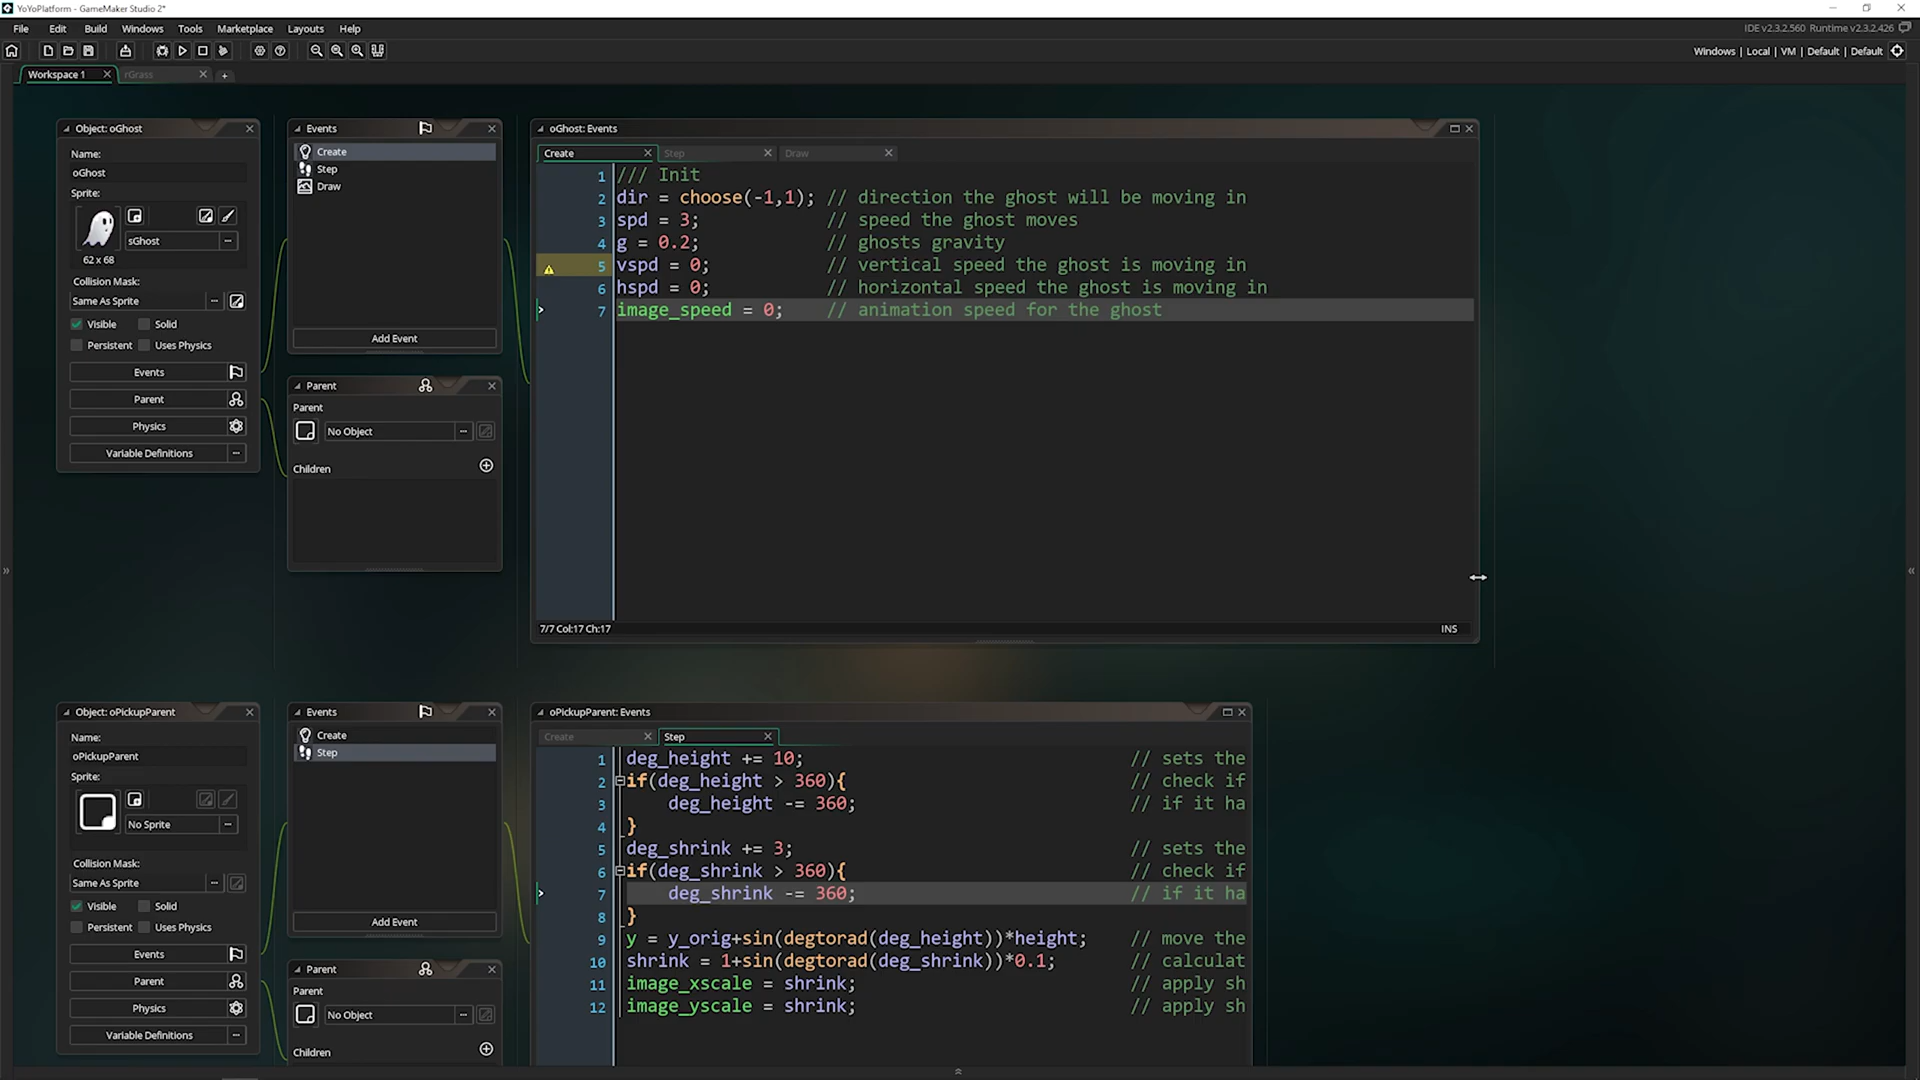 YoYoPlatform - GameMaker Studio 2*
File Edit Build Windows Tools Marketplace Layouts Help
IDE v2.3.2.560 Runtime v2.3.2.426
Windows | Local | VM | Default | Default
Workspace 1
rGrass
Object: oGhost
Name:
oGhost
Sprite:
sGhost
62 x 68
Collision Mask:
Same As Sprite
Visible
Solid
Persistent
Uses Physics
Events
Parent
Physics
Variable Definitions
Events
Create
Step
Draw
Add Event
Parent
Parent
No Object
Children
oGhost: Events
Create
Step
Draw
1 /// Init
2 dir = choose(-1,1); // direction the ghost will be moving in
3 spd = 3; // speed the ghost moves
4 g = 0.2; // ghosts gravity
5 vspd = 0; // vertical speed the ghost is moving in
6 hspd = 0; // horizontal speed the ghost is moving in
7 image_speed = 0; // animation speed for the ghost
7/7 Col:17 Ch:17
INS
Object: oPickupParent
Name:
oPickupParent
Sprite:
No Sprite
Collision Mask:
Same As Sprite
Visible
Solid
Persistent
Uses Physics
Events
Parent
Physics
Variable Definitions
Events
Create
Step
Add Event
Parent
Parent
No Object
Children
oPickupParent: Events
Create
Step
1 deg_height += 10; // sets the
2 if(deg_height > 360){ // check if
3 deg_height -= 360; // if it ha
4 }
5 deg_shrink += 3; // sets the
6 if(deg_shrink > 360){ // check if
7 deg_shrink -= 360; // if it ha
8 }
9 y = y_orig+sin(degtorad(deg_height))*height; // move the
10 shrink = 1+sin(degtorad(deg_shrink))*0.1; // calculat
11 image_xscale = shrink; // apply sh
12 image_yscale = shrink; // apply sh